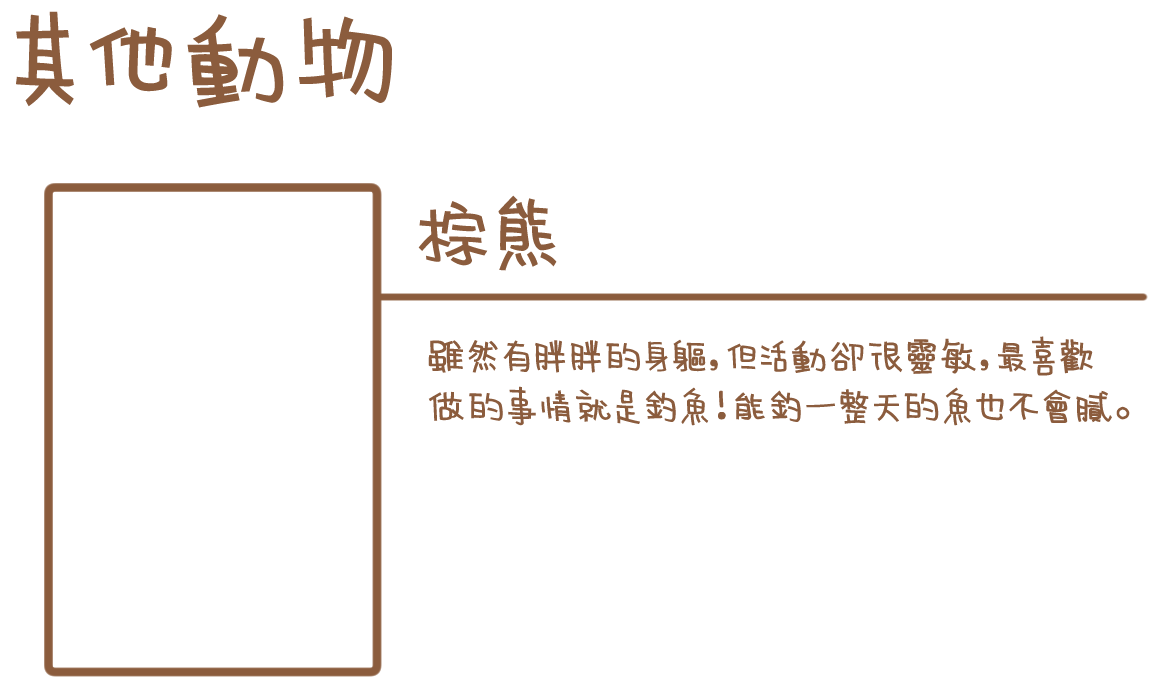 其他動物
棕熊
雖然有胖胖的身軀,但活動卻很靈敏,最喜歡
做的事情就是釣魚!能釣一整天的魚也不會膩。